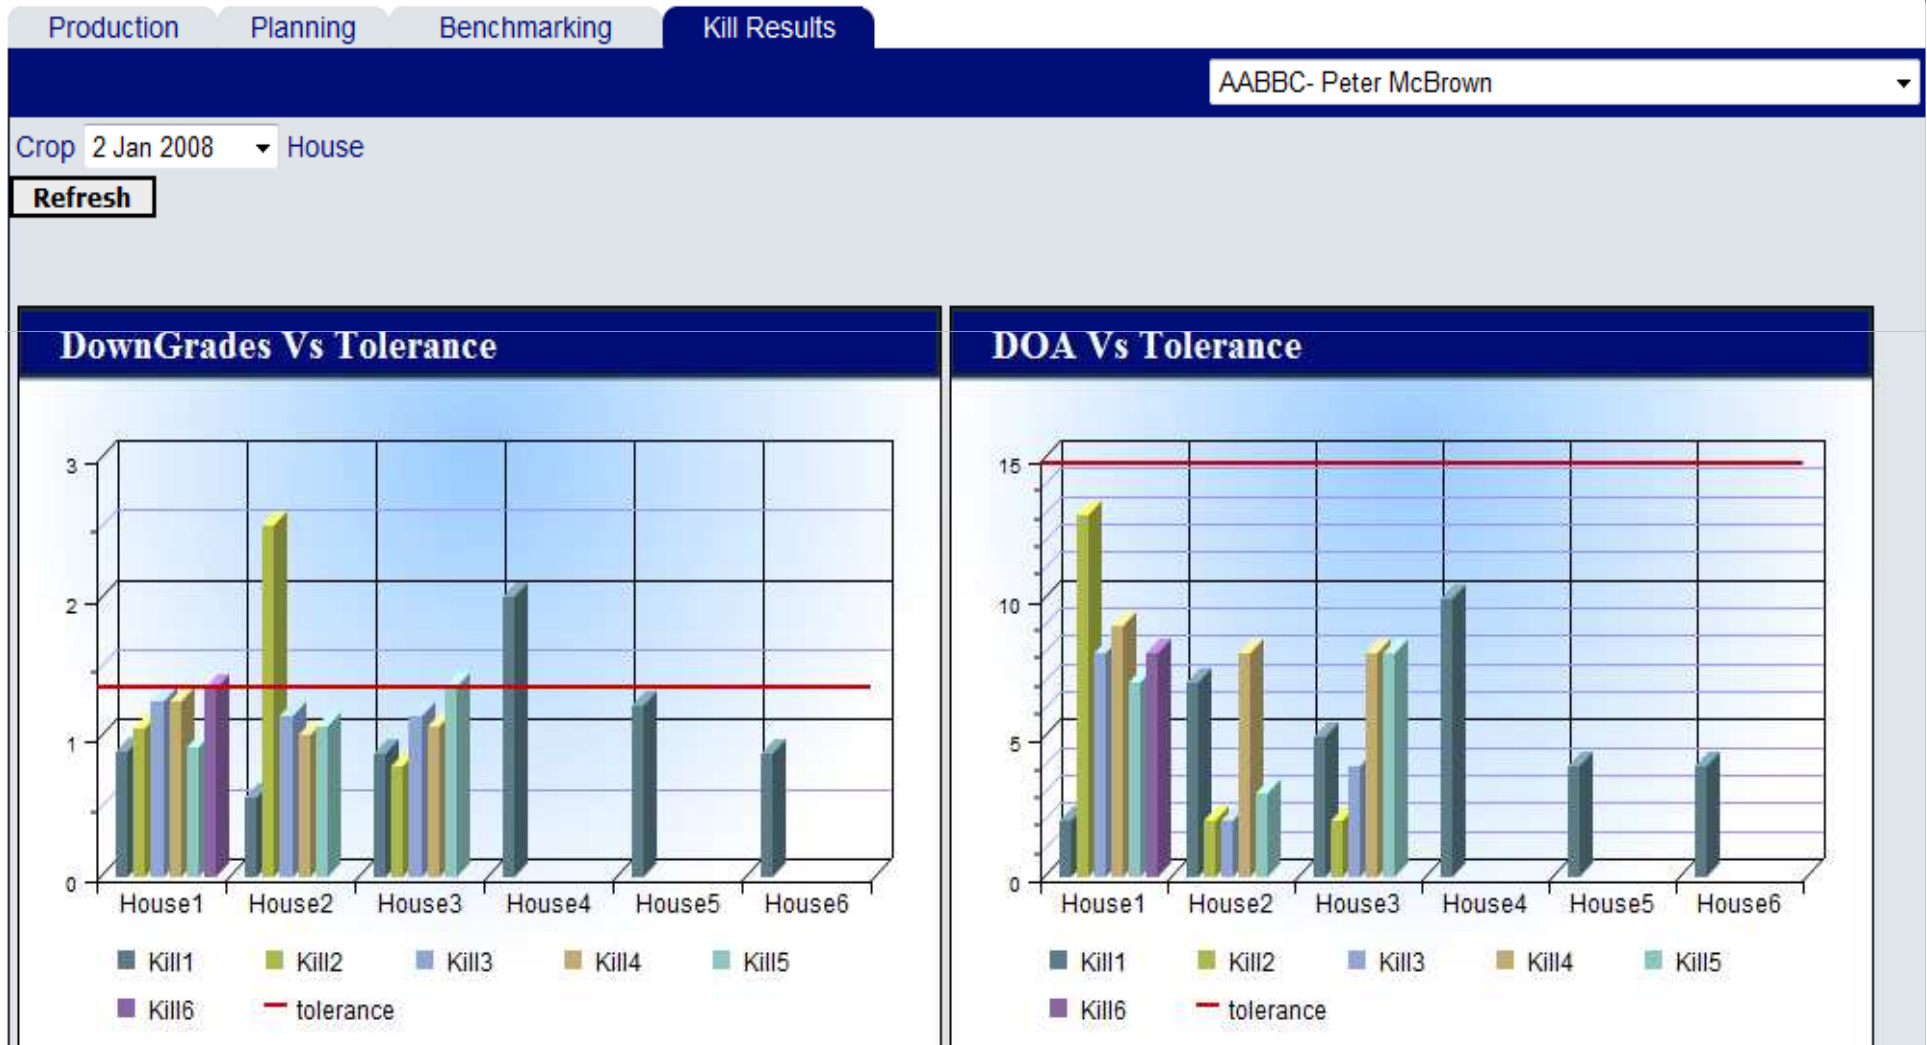 Production Planning Benchmarking Kill Results
AABBC- Peter McBrown
Crop 2 Jan 2008 House
Refresh
DownGrades Vs Tolerance
3
2
1
0
House1 House2 House3 House4 House5 House6
Kill1 Kill2 Kill3 Kill4 Kill5
Kill6 tolerance
DOA Vs Tolerance
15
10
5
0
House1 House2 House3 House4 House5 House6
Kill1 Kill2 Kill3 Kill4 Kill5
Kill6 tolerance